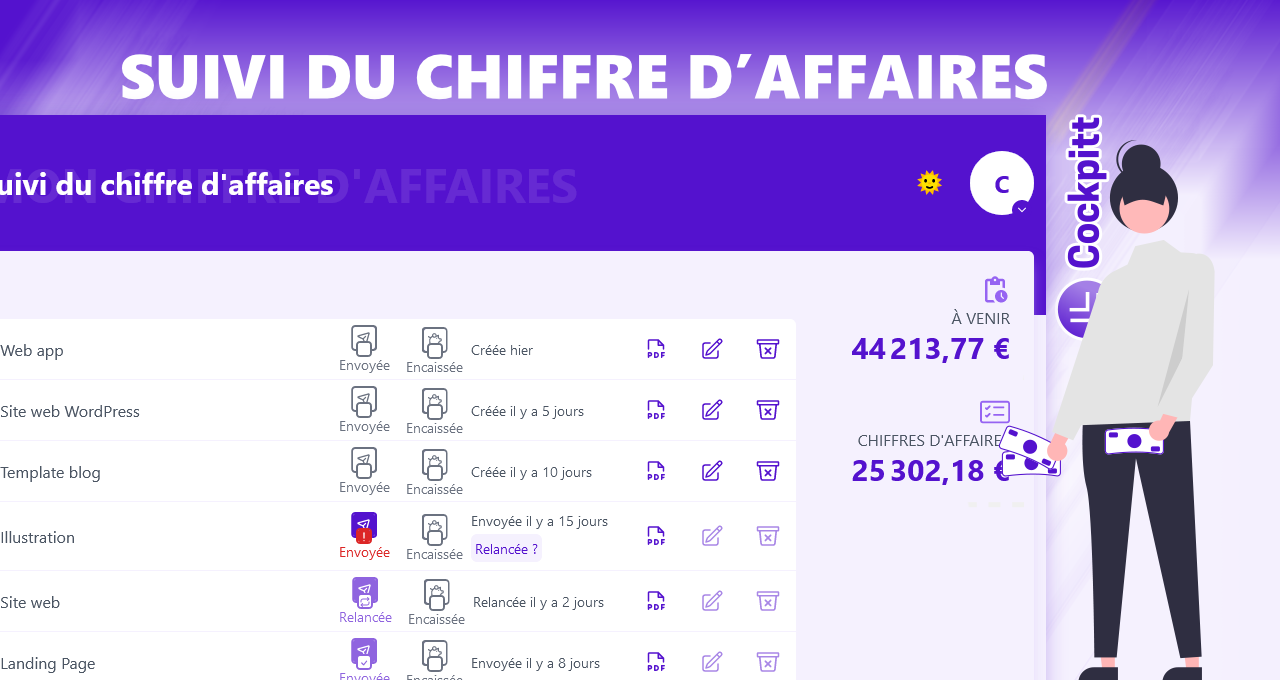 SUIVI DU CHIFFRE D’AFFAIRES
Cockpitt
MON CHIFFRE D'AFFAIRES
uivi du chiffre d'affaires
C
À VENIR
44 213,77 €
CHIFFRES D'AFFAIRE
25 302,18 €
Web app
Envoyée
Encaissée
Créée hier
PDF
Site web WordPress
Envoyée
Encaissée
Créée il y a 5 jours
PDF
Template blog
Envoyée
Encaissée
Créée il y a 10 jours
PDF
Illustration
Envoyée
Encaissée
Envoyée il y a 15 jours
Relancée ?
PDF
Site web
Relancée
Encaissée
Relancée il y a 2 jours
PDF
Landing Page
Envoyée
Encaissée
Envoyée il y a 8 jours
PDF